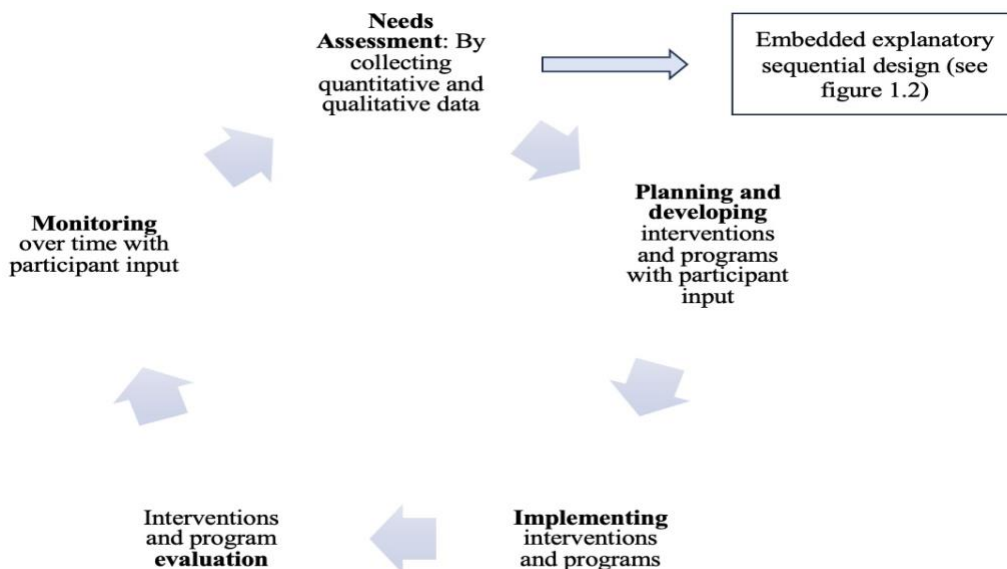 Needs
Assessment: By
collecting
quantitative and
qualitative data
Embedded explanatory
sequential design (see
figure 1.2)
Planning and
developing
interventions
and programs
with participant
input
Implementing
interventions
and programs
Interventions
and program
evaluation
Monitoring
over time with
participant input